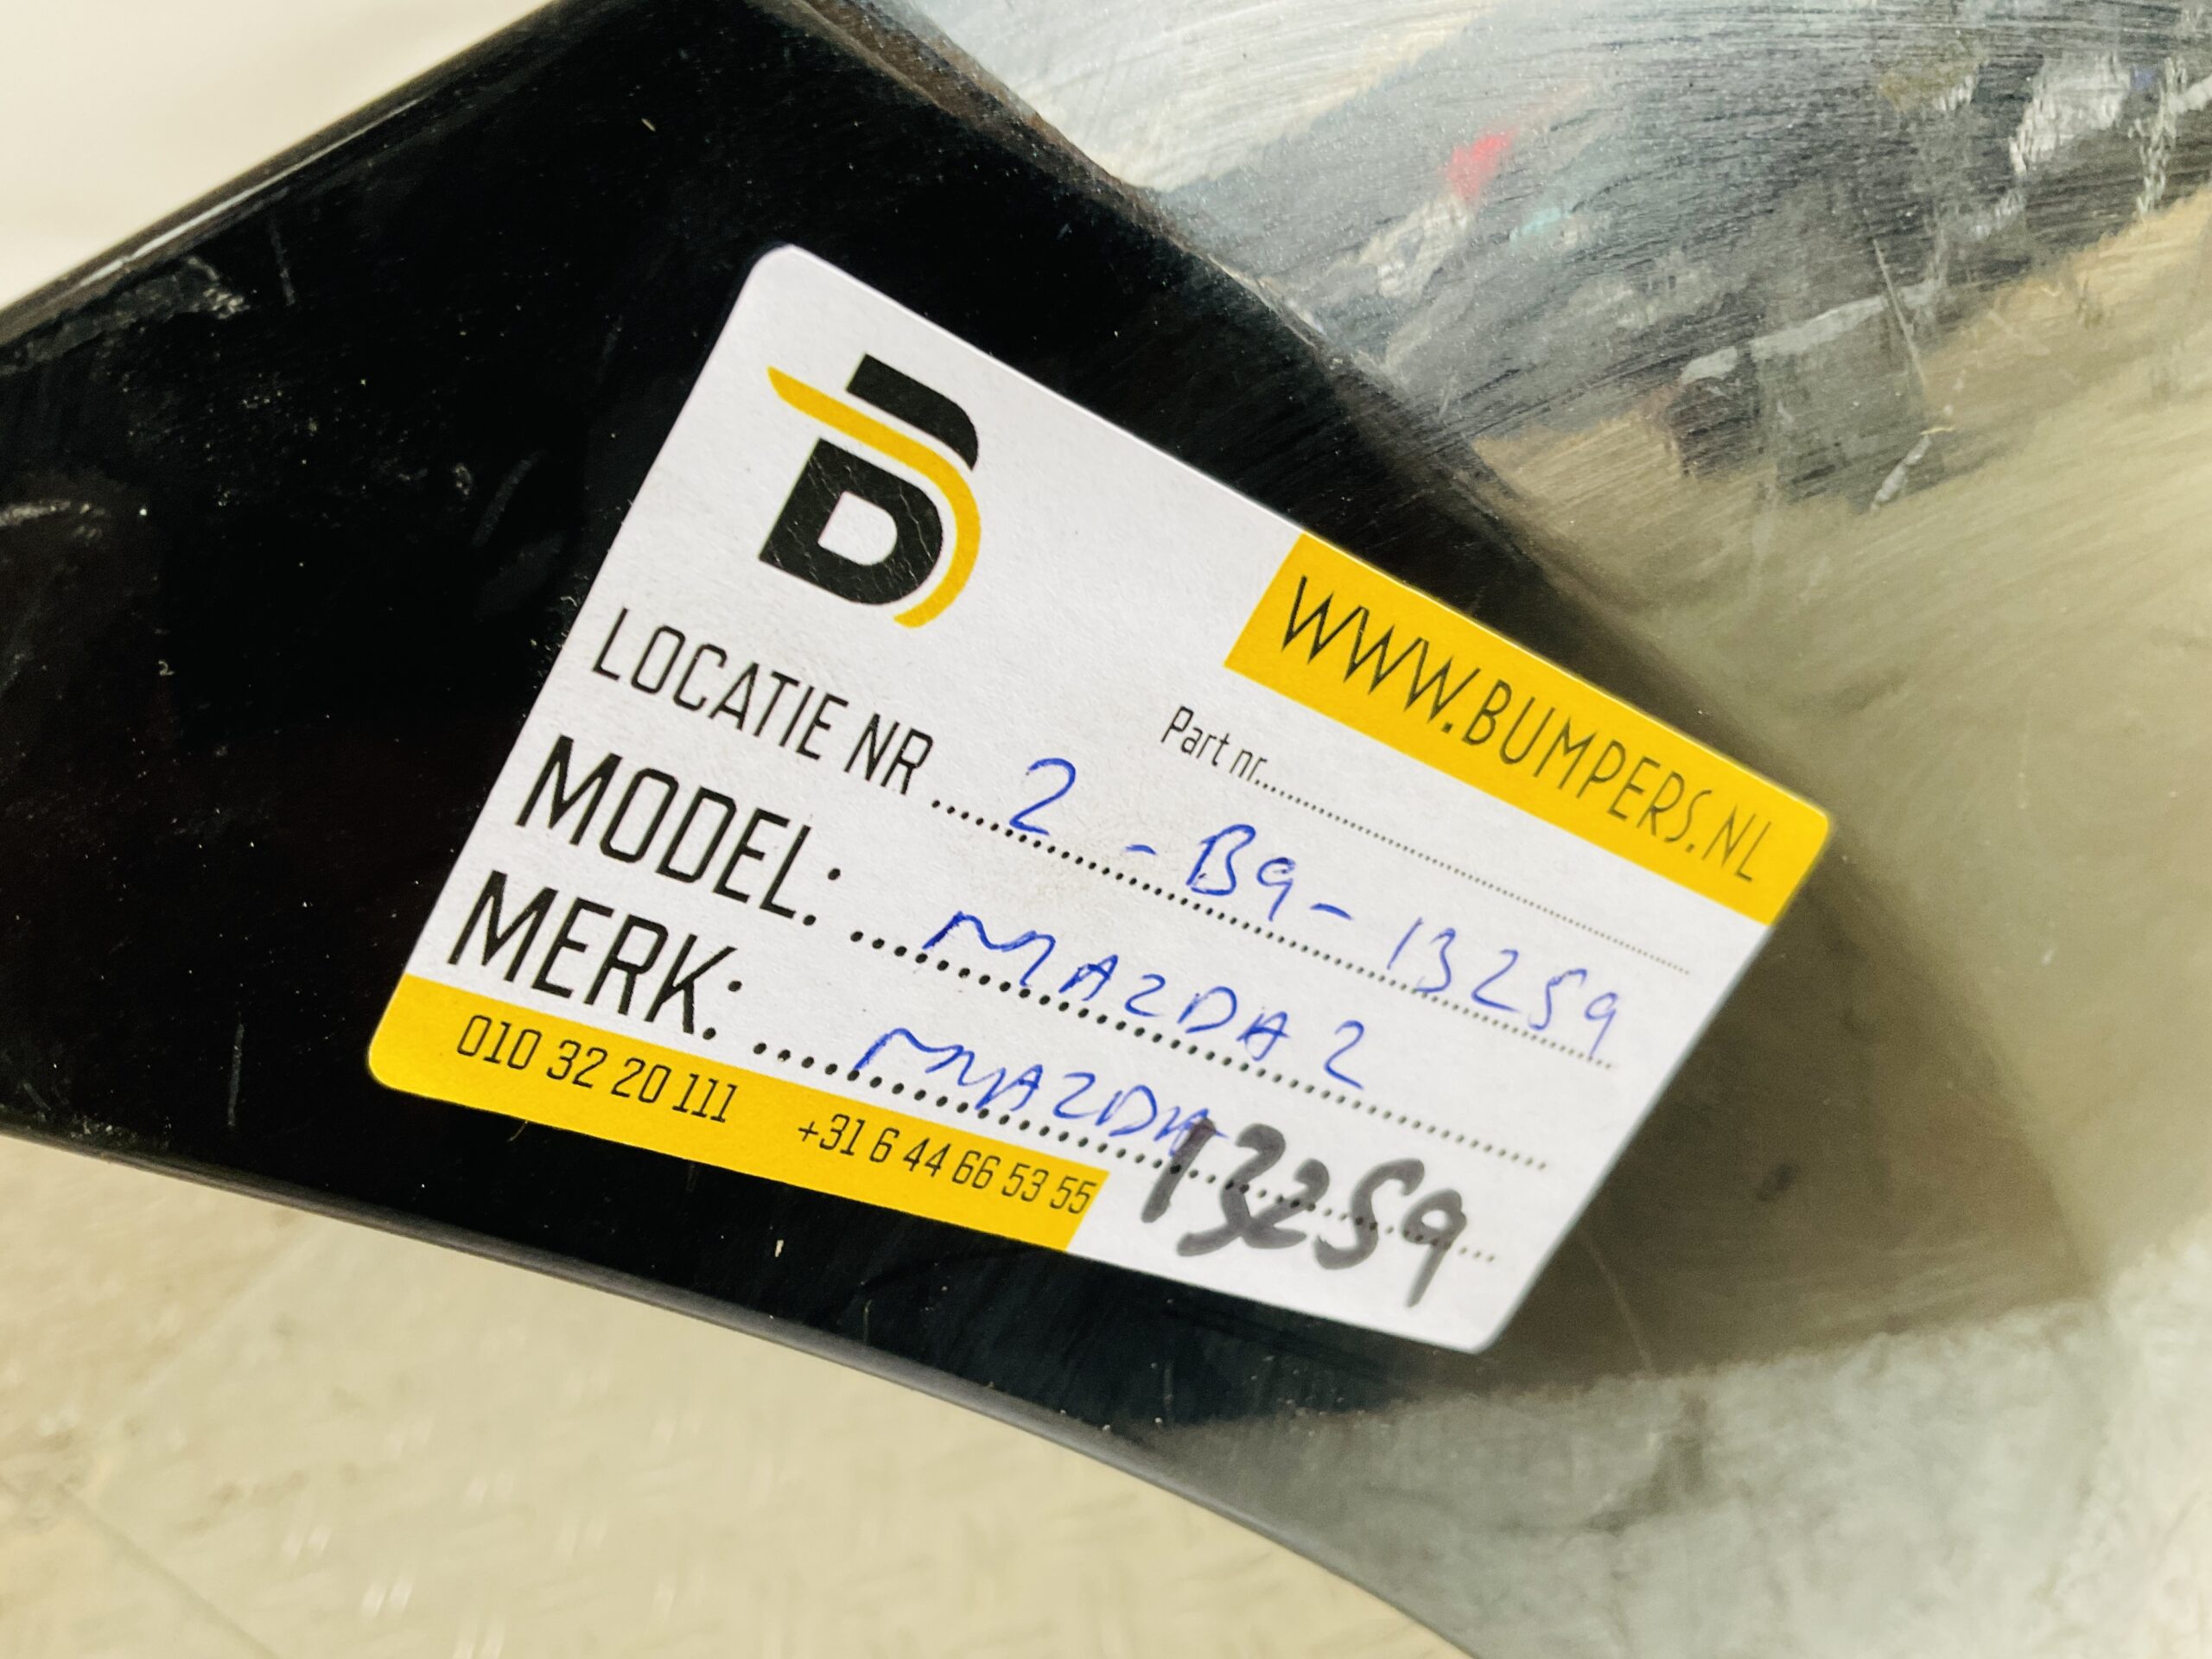 B
WWW.BUMPERS.NL
Part nr..............
LOCATIE NR ..... 2 - B9 - 13259
MODEL: ... MAZDA 2
MERK: .... MAZDA
13259
010 32 20 111 +31 6 44 66 53 55